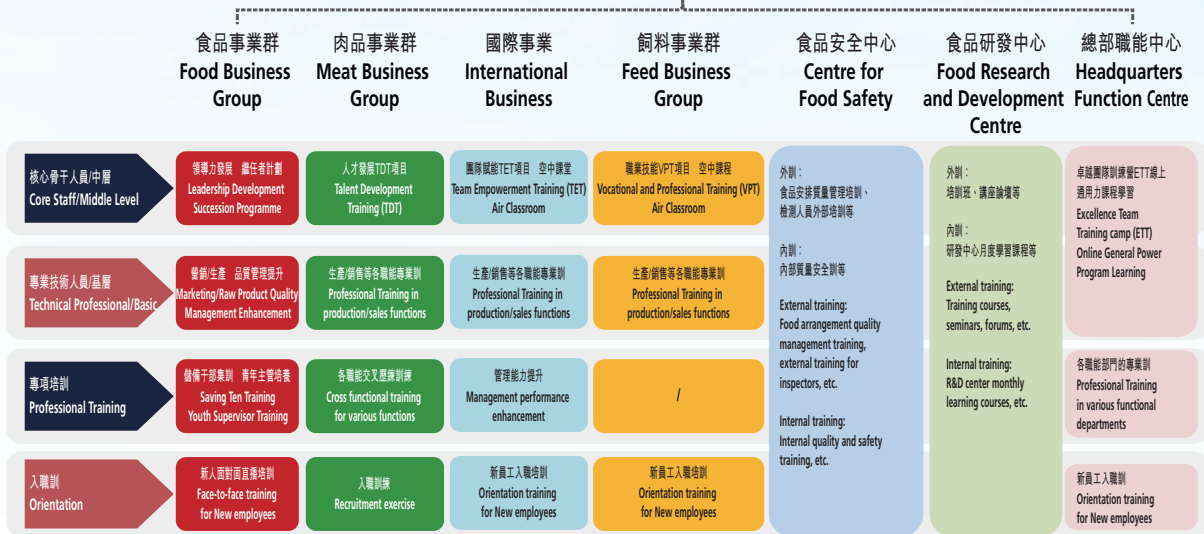 食品事業群
Food Business
Group
肉品事業群
Meat Business
Group
國際事業
International
Business
飼料事業群
Feed Business
Group
食品安全中心
Centre for
Food Safety
食品研發中心
Food Research
and Development
Centre
總部職能中心
Headquarters
Function Centre
核心骨干人員/中層
Core Staff/Middle Level
領導力發展 繼任者計劃
Leadership Development
Succession Programme
人才發展TDT項目
Talent Development
Training (TDT)
團隊賦能TET項目 空中課堂
Team Empowerment Training (TET)
Air Classroom
職業技能VPT項目 空中課程
Vocational and Professional Training (VPT)
Air Classroom
專業技術人員/基層
Technical Professional/Basic
營銷/生產 品質管理提升
Marketing/Raw Product Quality
Management Enhancement
生產/銷售等各職能專業訓
Professional Training in
production/sales functions
生產/銷售等各職能專業訓
Professional Training in
production/sales functions
生產/銷售等各職能專業訓
Professional Training in
production/sales functions
專項培訓
Professional Training
儲備干部集訓 青年主管培養
Saving Ten Training
Youth Supervisor Training
各職能交叉歷練訓練
Cross functional training
for various functions
管理能力提升
Management performance
enhancement
/
入職訓
Orientation
新人面對面直播培訓
Face-to-face training
for New employees
入職訓練
Recruitment exercise
新員工入職培訓
Orientation training
for New employees
新員工入職培訓
Orientation training
for New employees
外訓：
食品安排質量管理培訓、
檢測人員外部培訓等
內訓：
內部質量安全訓等
External training:
Food arrangement quality
management training,
external training for
inspectors, etc.
Internal training:
Internal quality and safety
training, etc.
外訓：
培訓班、講座論壇等
內訓：
研發中心月度學習課程等
External training:
Training courses,
seminars, forums, etc.
Internal training:
R&D center monthly
learning courses, etc.
卓越團隊訓練營ETT線上
通用力課程學習
Excellence Team
Training camp (ETT)
Online General Power
Program Learning
各職能部門的專業訓
Professional Training
in various functional
departments
新員工入職訓
Orientation training
for New employees